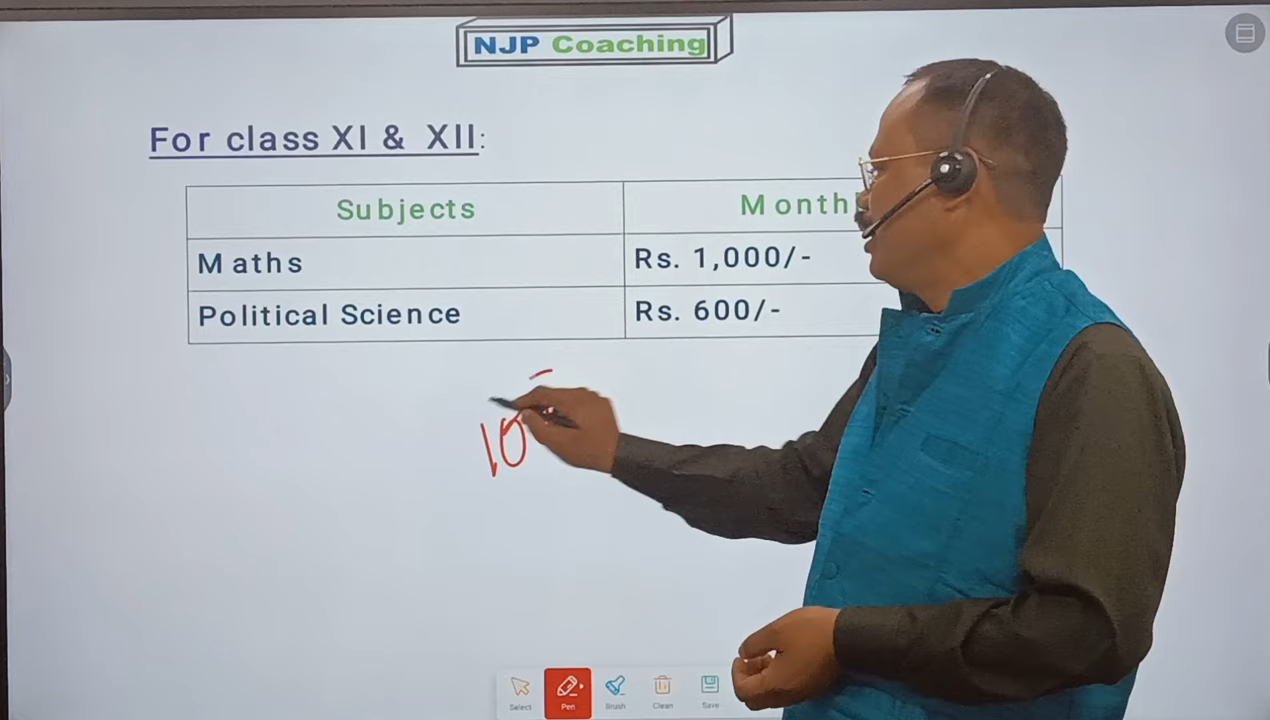 NJP Coaching
For class XI & XII:
Subjects Month
Maths Rs. 1,000/-
Political Science Rs. 600/-
10
Select Pen Brush Clean Save